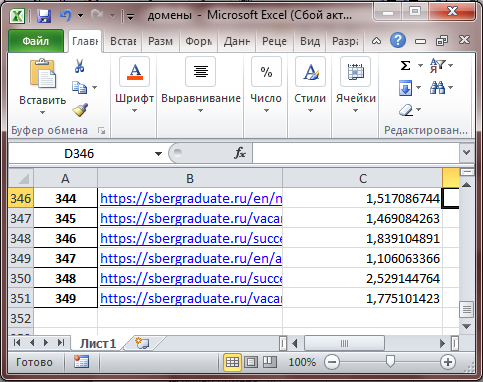 домены - Microsoft Excel (Сбой акт...
Файл Главн Встав Разм Форм Данн Реце Вид Разра
Вставить
Шрифт Выравнивание Число Стили Ячейки
Буфер обмена Редактирован...
D346 fx
A B C
346 344 https://sbergraduate.ru/en/n 1,517086744
347 345 https://sbergraduate.ru/vacar 1,469084263
348 346 https://sbergraduate.ru/succe 1,839104891
349 347 https://sbergraduate.ru/en/a 1,106063366
350 348 https://sbergraduate.ru/succe 2,529144764
351 349 https://sbergraduate.ru/vacar 1,775101423
352
Лист1
Готово 100%